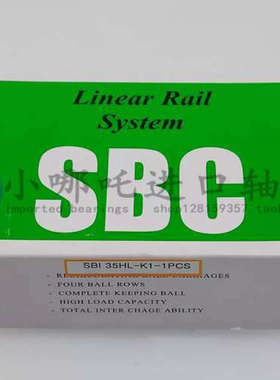 Linear Rail
System
SBC
小哪吒进口轴
imported bearings
SBI 35HL-K1-1PCS
FOUR BALL ROWS
COMPLETE KEEPING BALL
HIGH LOAD CAPACITY
TOTAL INTER CHAGE ABILITY